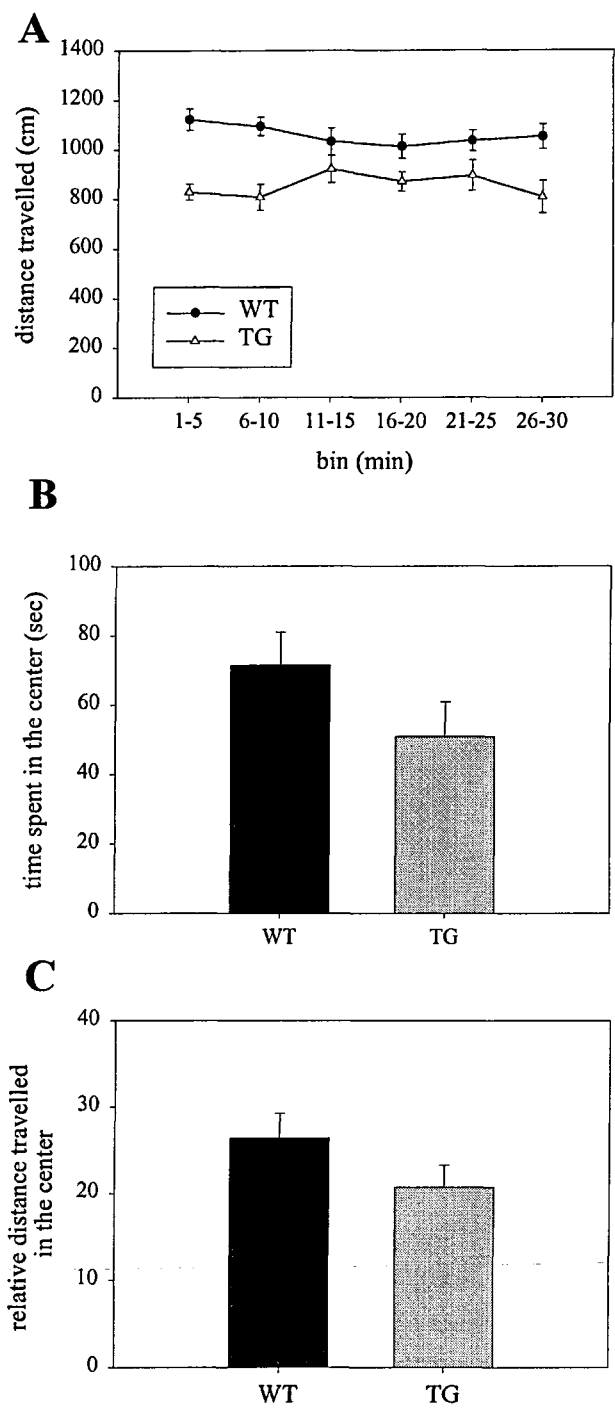 A
distance travelled (cm)
1400
1200
1000
800
600
400
200
0
WT
TG
1-5 6-10 11-15 16-20 21-25 26-30
bin (min)
B
time spent in the center (sec)
100
80
60
40
20
0
WT TG
C
relative distance travelled
in the center
40
30
20
10
0
WT TG